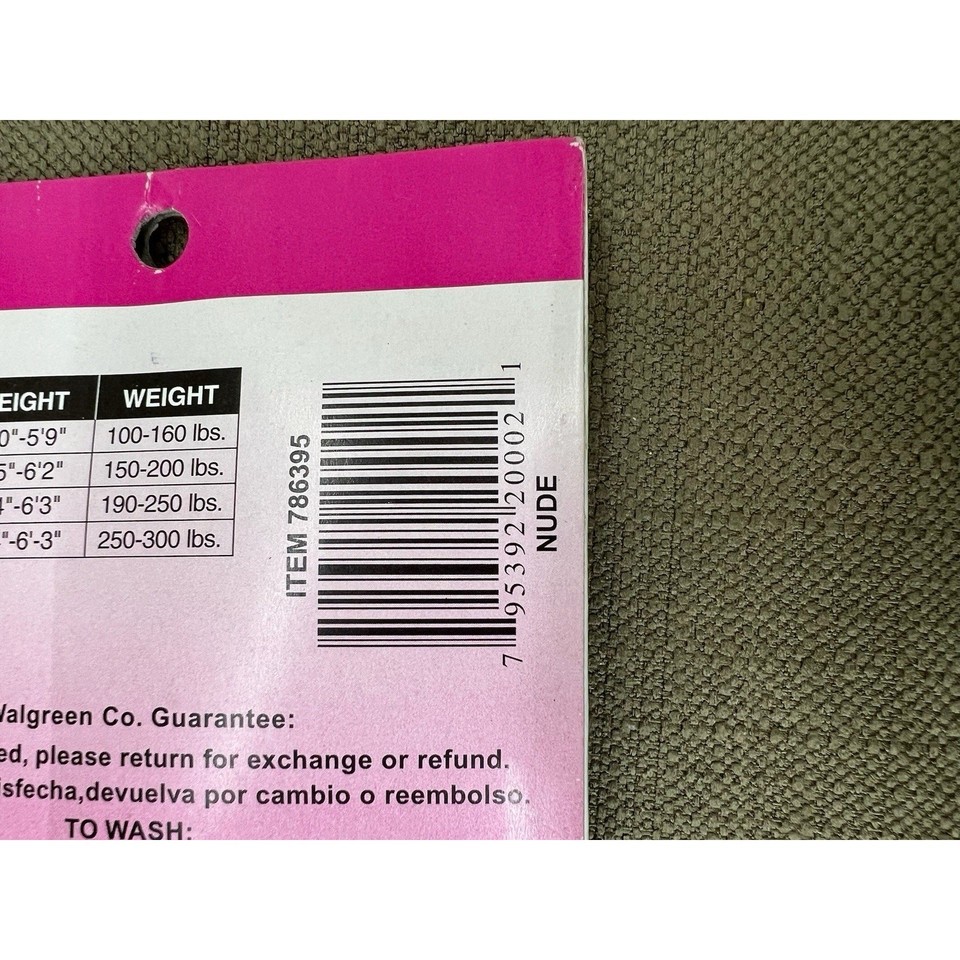 EIGHT WEIGHT
0"-5'9" 100-160 lbs.
5"-6'2" 150-200 lbs.
4"-6'3" 190-250 lbs.
"-6'-3" 250-300 lbs.
ITEM 786395
7 95392 20002 1
NUDE
Walgreen Co. Guarantee:
ed, please return for exchange or refund.
isfecha,devuelva por cambio o reembolso.
TO WASH: